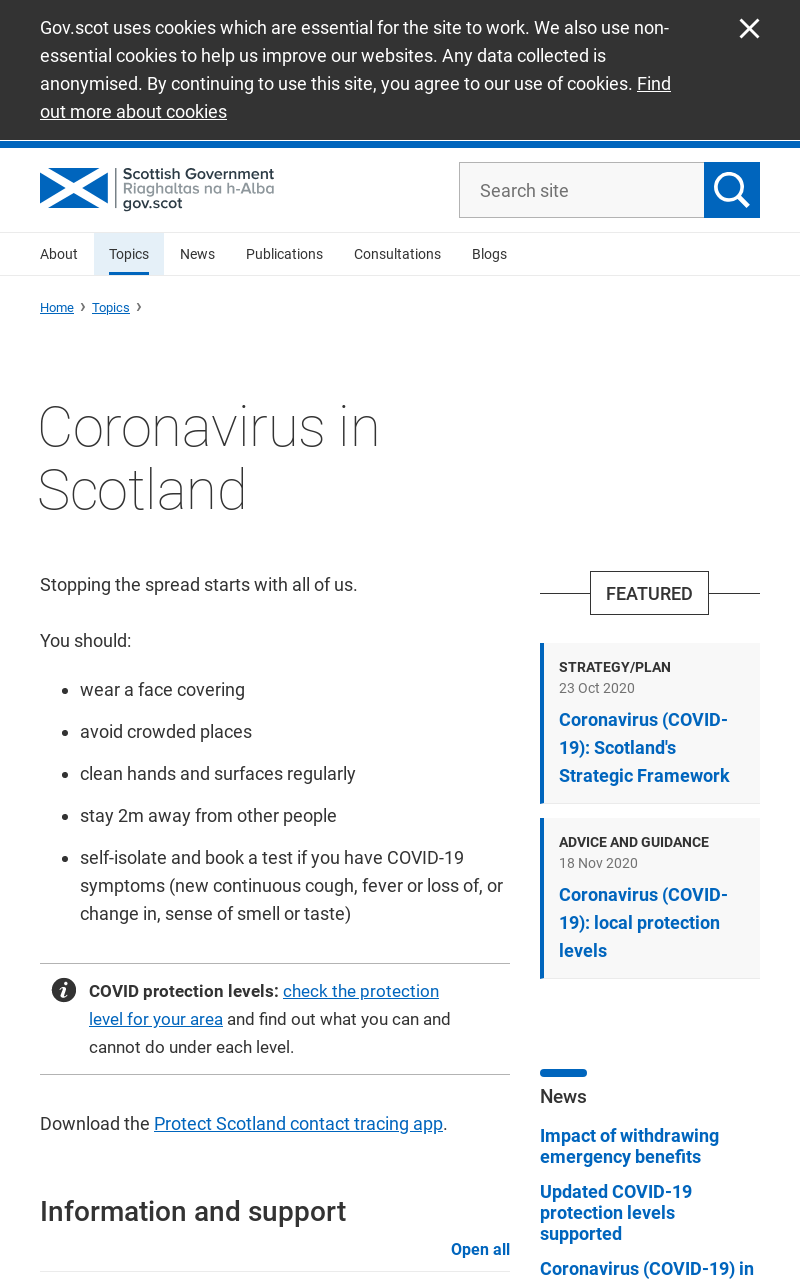 Gov.scot uses cookies which are essential for the site to work. We also use non-
essential cookies to help us improve our websites. Any data collected is
anonymised. By continuing to use this site, you agree to our use of cookies. Find
out more about cookies
Scottish Government
Riaghaltas na h-Alba
gov.scot
Search site
About Topics News Publications Consultations Blogs
Home › Topics ›
Coronavirus in
Scotland
Stopping the spread starts with all of us.
You should:
• wear a face covering
• avoid crowded places
• clean hands and surfaces regularly
• stay 2m away from other people
• self-isolate and book a test if you have COVID-19
symptoms (new continuous cough, fever or loss of, or
change in, sense of smell or taste)
COVID protection levels: check the protection
level for your area and find out what you can and
cannot do under each level.
Download the Protect Scotland contact tracing app.
Information and support
Open all
FEATURED
STRATEGY/PLAN
23 Oct 2020
Coronavirus (COVID-
19): Scotland's
Strategic Framework
ADVICE AND GUIDANCE
18 Nov 2020
Coronavirus (COVID-
19): local protection
levels
News
Impact of withdrawing
emergency benefits
Updated COVID-19
protection levels
supported
Coronavirus (COVID-19) in